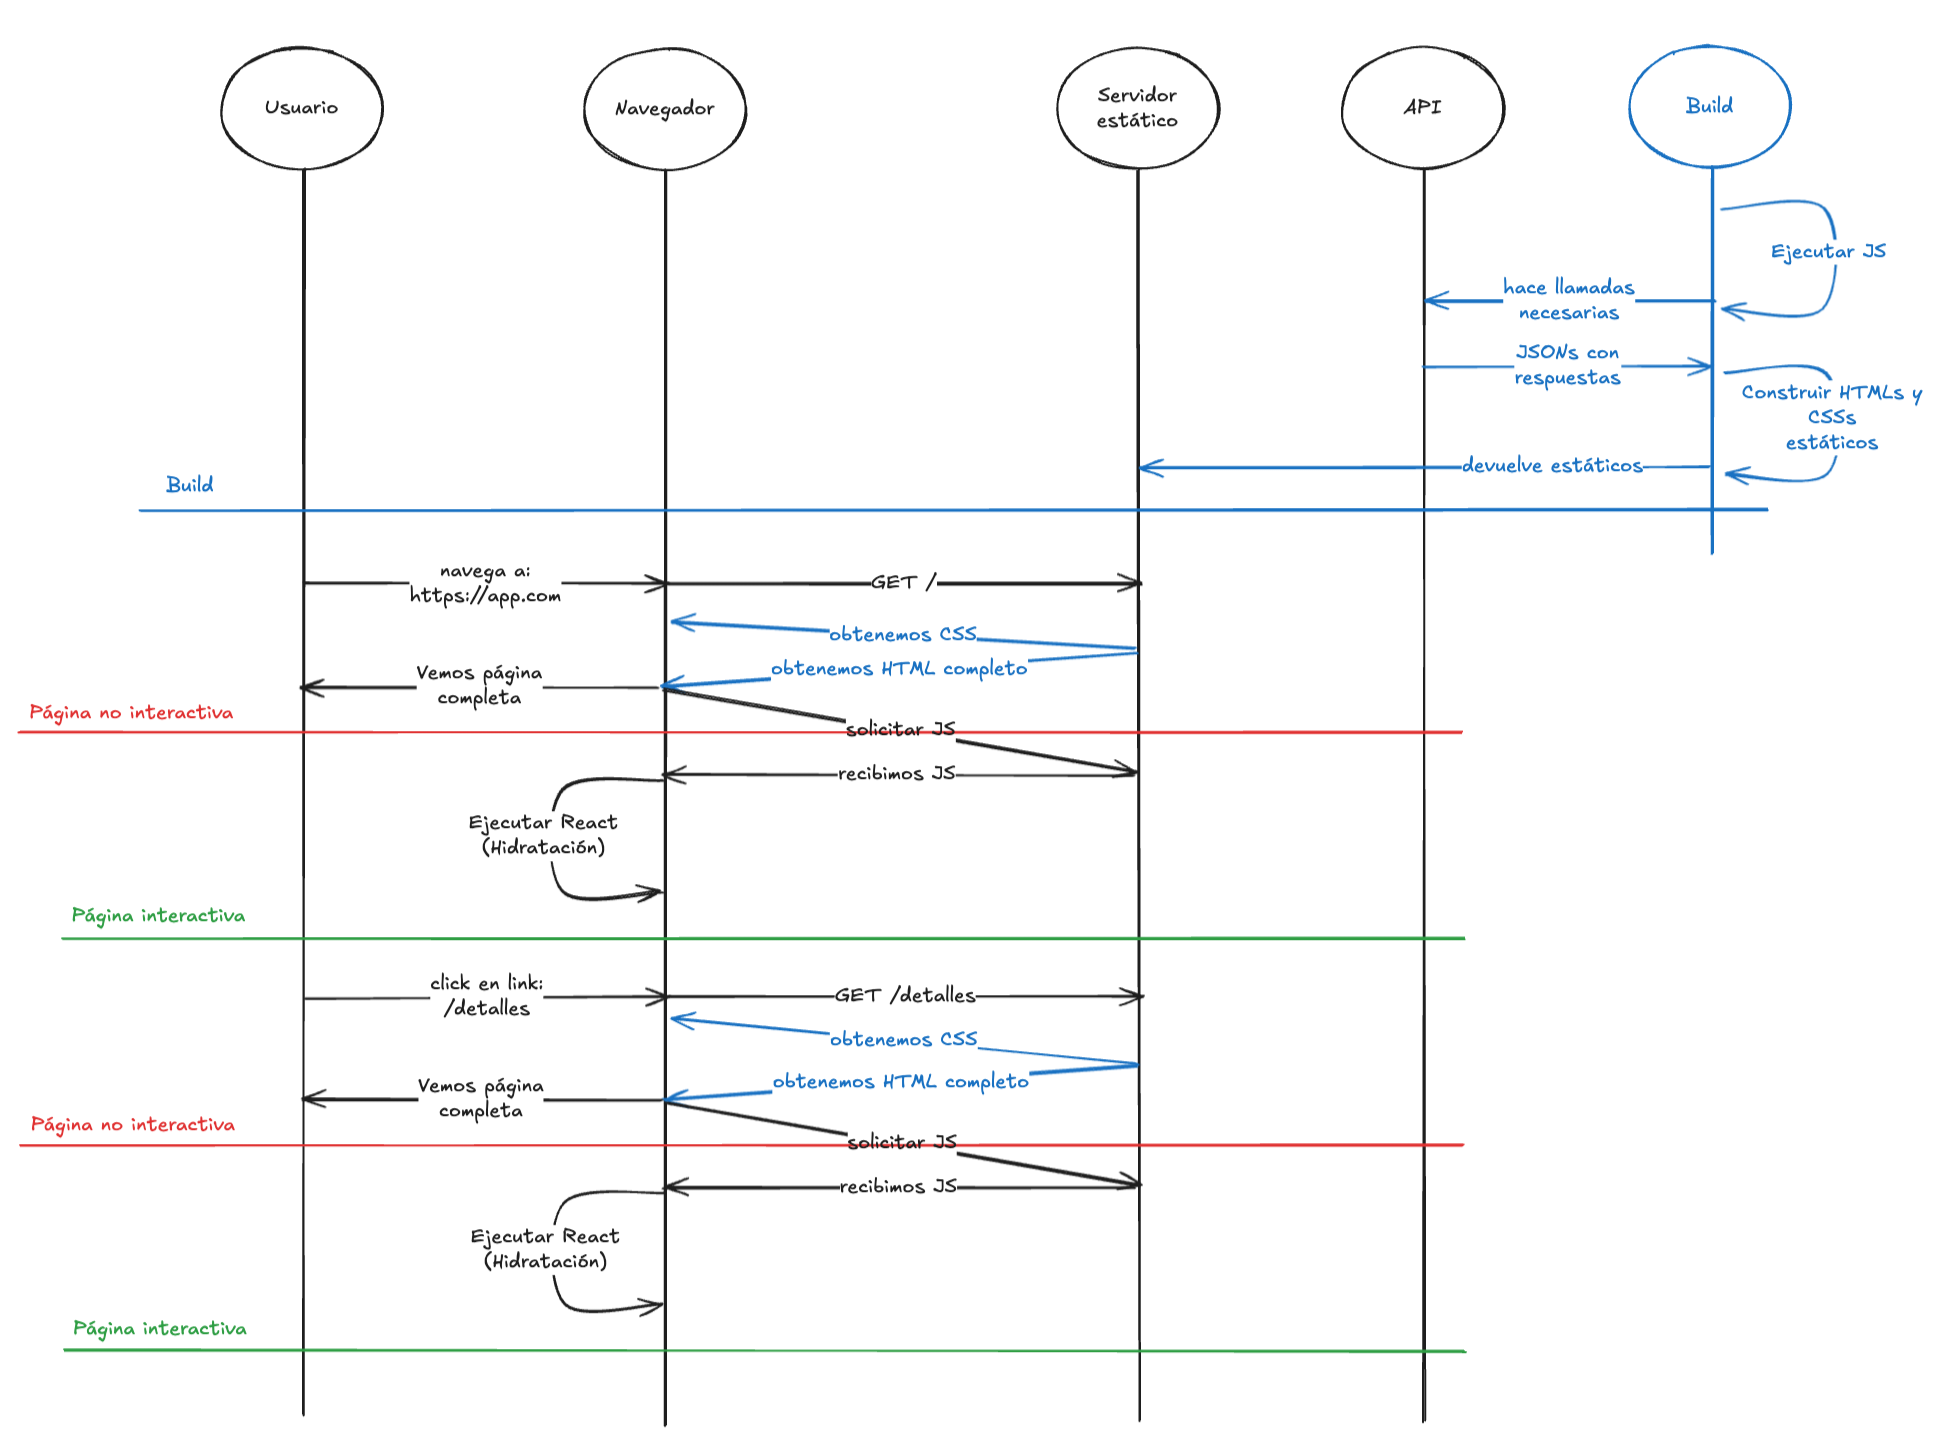 Usuario
Navegador
Servidor
estático
API
Build
Ejecutar JS
hace llamadas
necesarias
JSONs con
respuestas
Construir HTMLs y
CSSs
estáticos
devuelve estáticos
Build
navega a:
https://app.com
GET /
obtenemos CSS
obtenemos HTML completo
Vemos página
completa
Página no interactiva
solicitar JS
recibimos JS
Ejecutar React
(Hidratación)
Página interactiva
click en link:
/detalles
GET /detalles
obtenemos CSS
obtenemos HTML completo
Vemos página
completa
Página no interactiva
solicitar JS
recibimos JS
Ejecutar React
(Hidratación)
Página interactiva